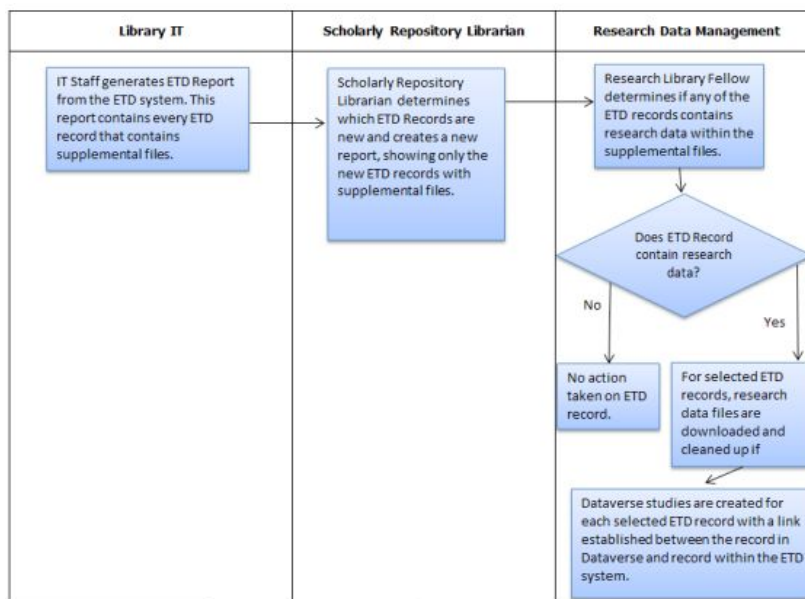 Library IT
Scholarly Repository Librarian
Research Data Management
IT Staff generates ETD Report
from the ETD system. This
report contains every ETD
record that contains
supplemental files.
Scholarly Repository
Librarian determines
which ETD Records are
new and creates a new
report, showing only the
new ETD records with
supplemental files.
Research Library Fellow
determines if any of the
ETD records contains
research data within the
supplemental files.
Does ETD Record
contain research
data?
No
Yes
No action
taken on ETD
record.
For selected ETD
records, research
data files are
downloaded and
cleaned up if
Dataverse studies are created for
each selected ETD record with a link
established between the record in
Dataverse and record within the ETD
system.